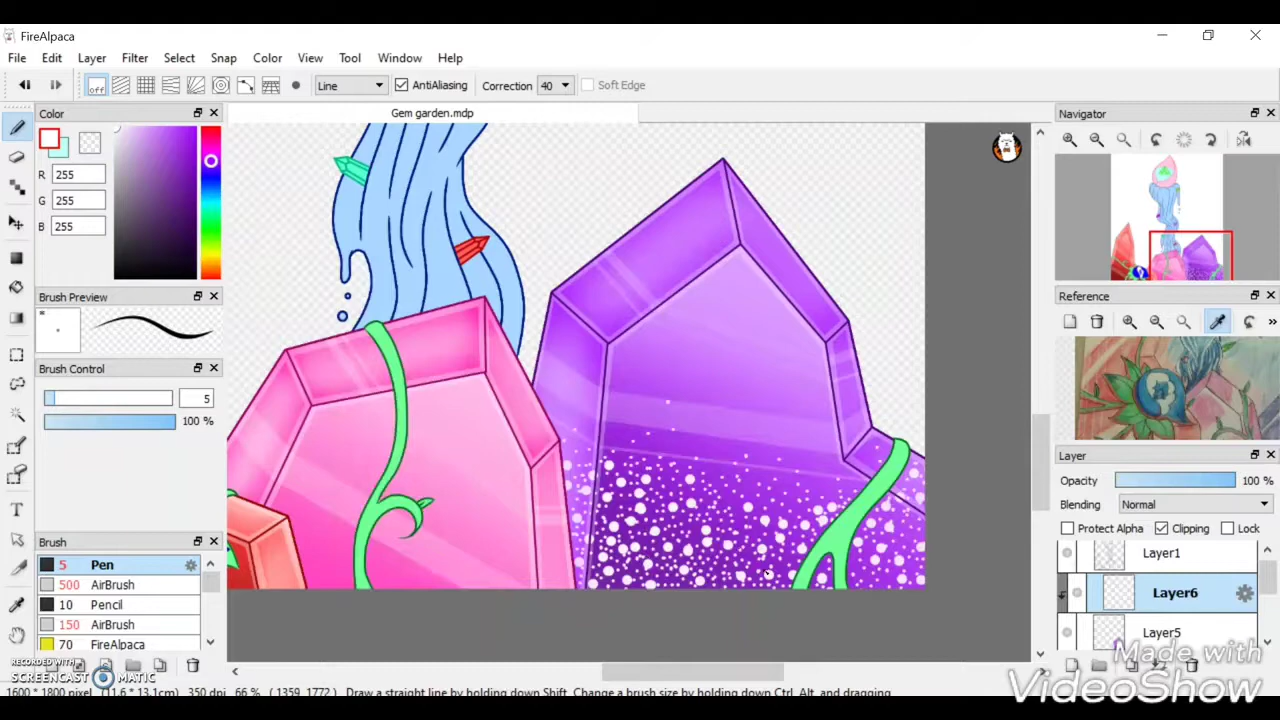 FireAlpaca
File Edit Layer Filter Select Snap Color View Tool Window Help
off Line AntiAliasing Correction 40 Soft Edge
Color
Gem garden.mdp
Navigator
R 255
G 255
B 255
Brush Preview
Reference
Brush Control
5
100 %
Layer
Opacity 100 %
Blending Normal
Protect Alpha Clipping Lock
Brush
Layer1
5 Pen
500 AirBrush
Layer6
10 Pencil
150 AirBrush
Layer5
70 FireAlpaca
RECORDED WITH
SCREENCAST MATIC
Made with
VideoShow
1600 * 1800 pixel (11.6 * 13.1cm) 350 dpi 66 % ( 1359, 1772 ) Draw a straight line by holding down Shift, Change a brush size by holding down Ctrl, Alt, and dragging